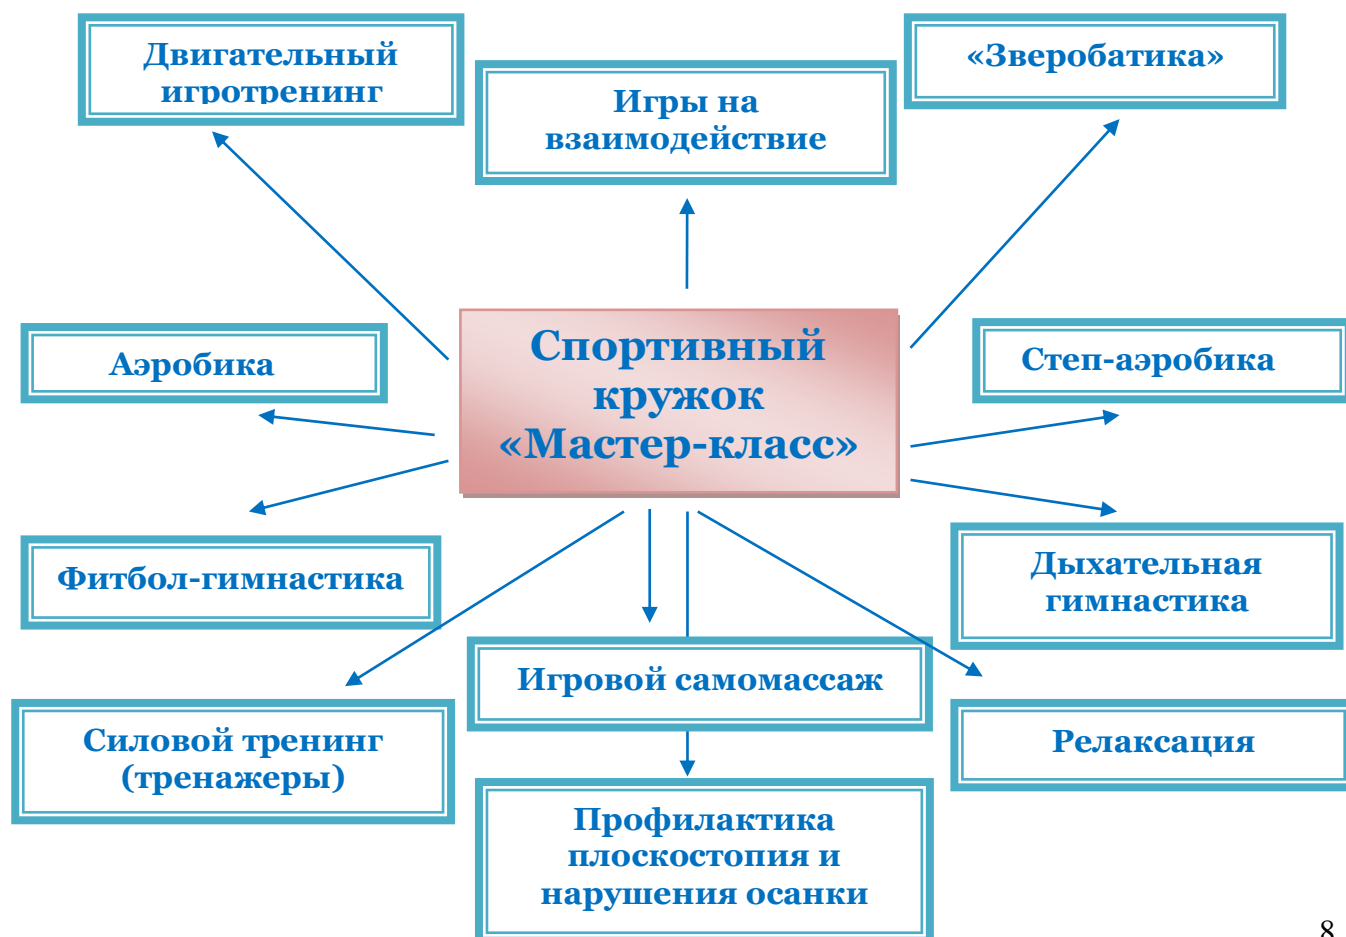 Двигательный
игротренинг
Игры на
взаимодействие
«Зверобатика»
Аэробика
Спортивный
кружок
«Мастер-класс»
Степ-аэробика
Фитбол-гимнастика
Дыхательная
гимнастика
Игровой самомассаж
Силовой тренинг
(тренажеры)
Релаксация
Профилактика
плоскостопия и
нарушения осанки
8